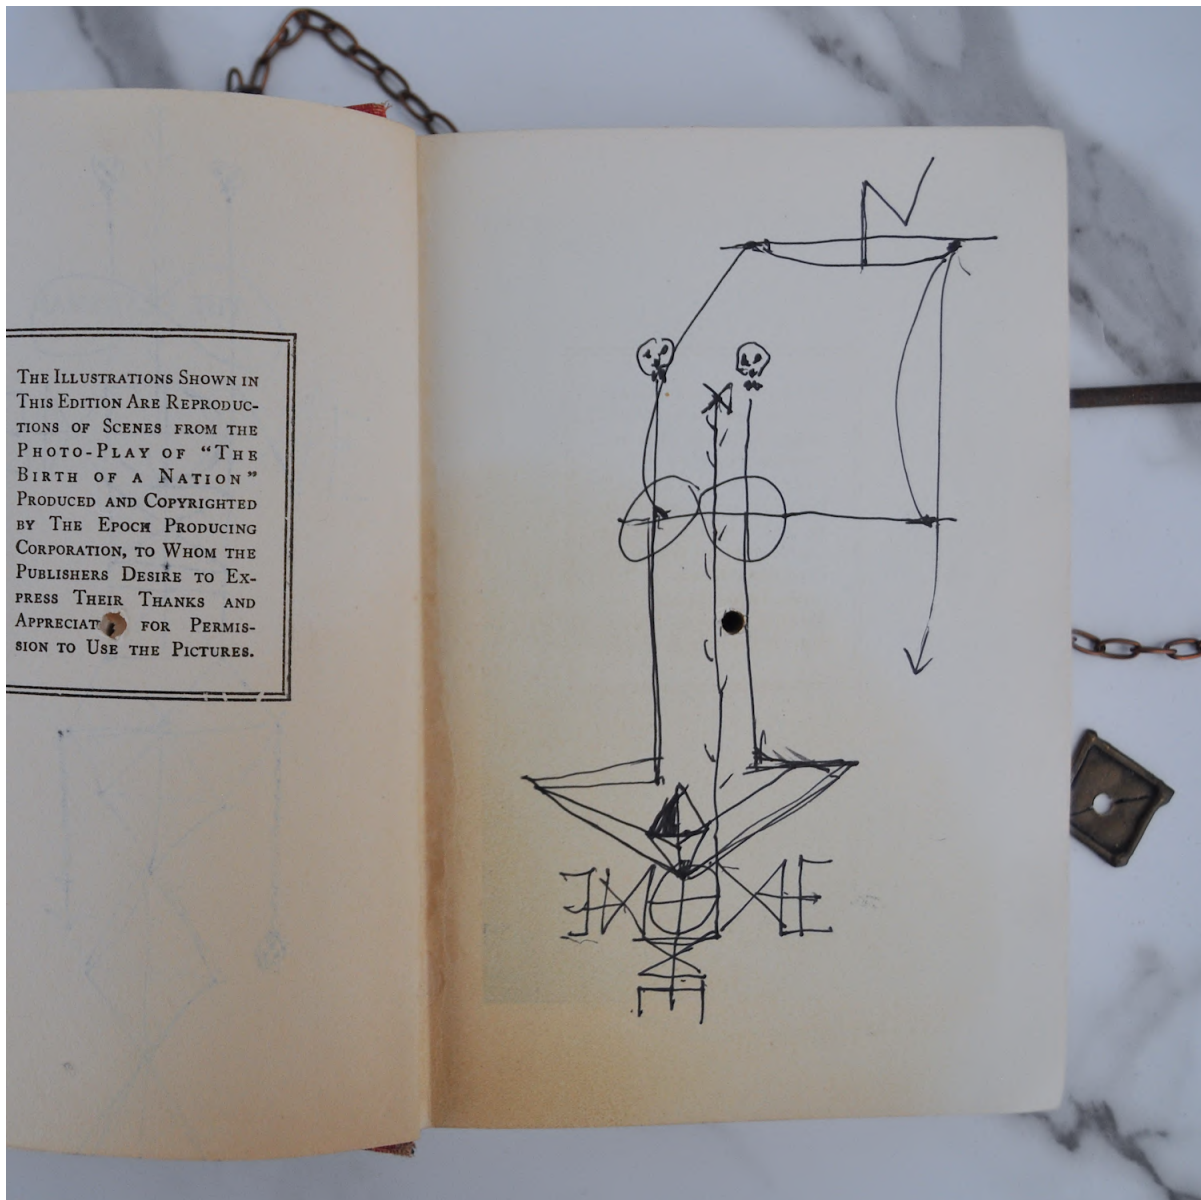 THE ILLUSTRATIONS SHOWN IN
THIS EDITION ARE REPRODUC-
TIONS OF SCENES FROM THE
PHOTO-PLAY OF “THE
BIRTH OF A NATION”
PRODUCED AND COPYRIGHTED
BY THE EPOCH PRODUCING
CORPORATION, TO WHOM THE
PUBLISHERS DESIRE TO EX-
PRESS THEIR THANKS AND
FOR PERMIS-
SION TO USE THE PICTURES.